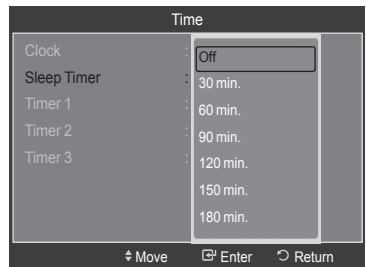 Time
Clock :
Sleep Timer :
Timer 1 :
Timer 2 :
Timer 3 :
Off
30 min.
60 min.
90 min.
120 min.
150 min.
180 min.
Move Enter Return